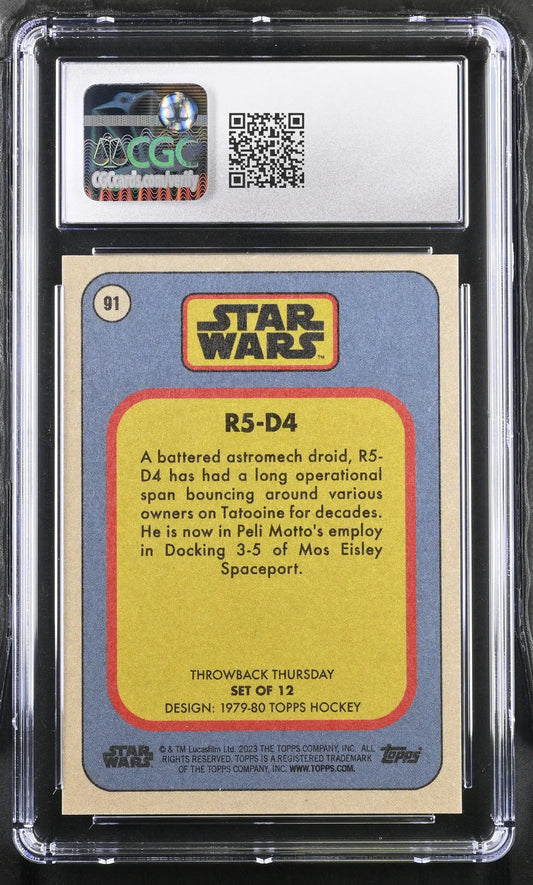 CGC
CGCcards.com/verify
91
STAR
WARS™
R5-D4
A battered astromech droid, R5-
D4 has had a long operational
span bouncing around various
owners on Tatooine for decades.
He is now in Peli Motto's employ
in Docking 3-5 of Mos Eisley
Spaceport.
THROWBACK THURSDAY
SET OF 12
DESIGN: 1979-80 TOPPS HOCKEY
STAR
WARS
© & TM Lucasfilm Ltd. 2023 THE TOPPS COMPANY, INC. ALL
RIGHTS RESERVED. TOPPS IS A REGISTERED TRADEMARK
OF THE TOPPS COMPANY, INC. WWW.TOPPS.COM.
Topps